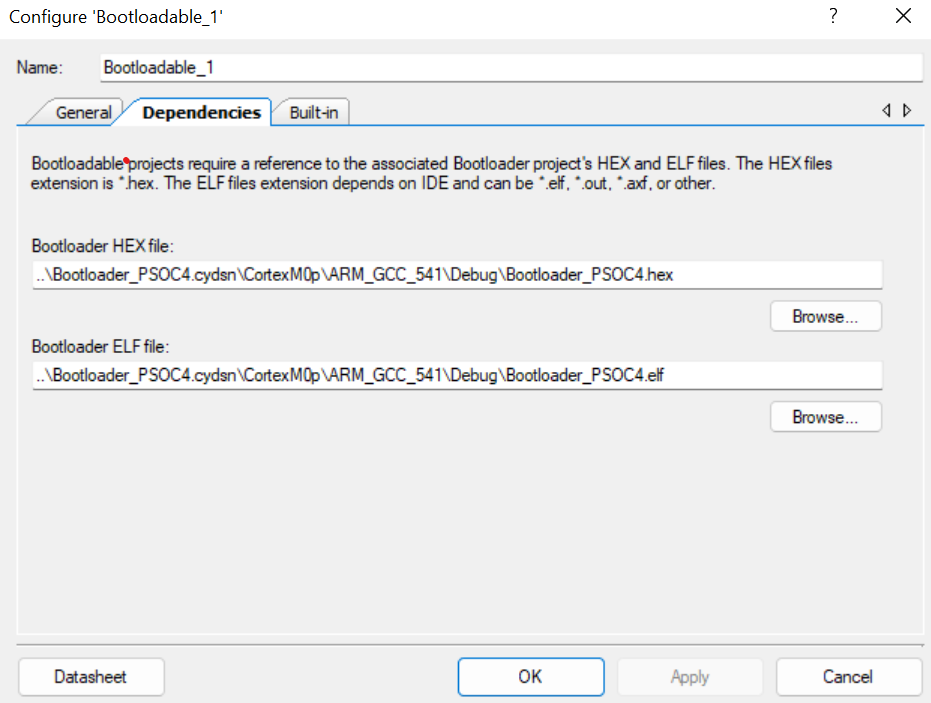 Configure 'Bootloadable_1'
?
Name:
Bootloadable_1
General
Dependencies
Built-in
Bootloadable projects require a reference to the associated Bootloader project's HEX and ELF files. The HEX files
extension is *.hex. The ELF files extension depends on IDE and can be *.elf, *.out, *.axf, or other.
Bootloader HEX file:
..\Bootloader_PSOC4.cydsn\CortexM0p\ARM_GCC_541\Debug\Bootloader_PSOC4.hex
Browse...
Bootloader ELF file:
..\Bootloader_PSOC4.cydsn\CortexM0p\ARM_GCC_541\Debug\Bootloader_PSOC4.elf
Browse...
Datasheet
OK
Apply
Cancel